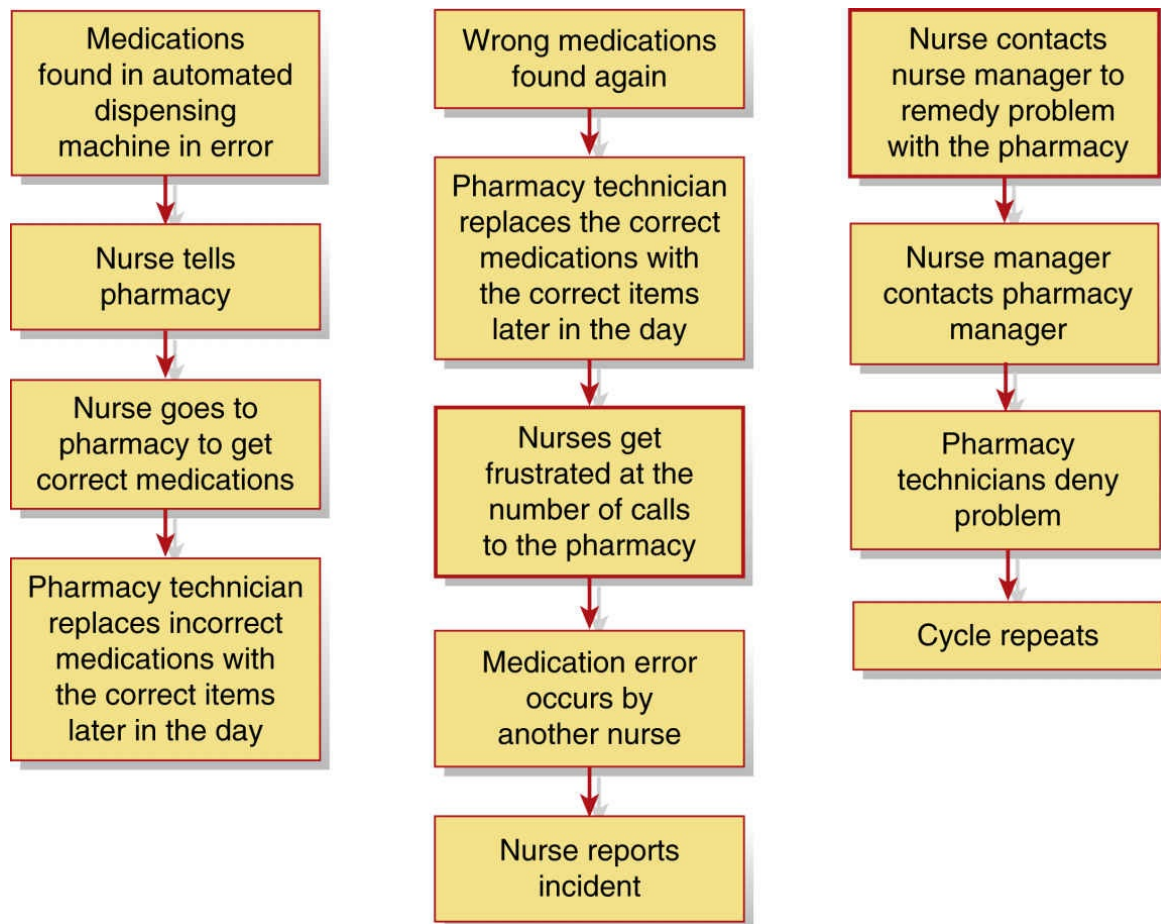 Medications
found in automated
dispensing
machine in error
Nurse tells
pharmacy
Nurse goes to
pharmacy to get
correct medications
Pharmacy technician
replaces incorrect
medications with
the correct items
later in the day
Wrong medications
found again
Pharmacy technician
replaces the correct
medications with
the correct items
later in the day
Nurses get
frustrated at the
number of calls
to the pharmacy
Medication error
occurs by
another nurse
Nurse reports
incident
Nurse contacts
nurse manager to
remedy problem
with the pharmacy
Nurse manager
contacts pharmacy
manager
Pharmacy
technicians deny
problem
Cycle repeats